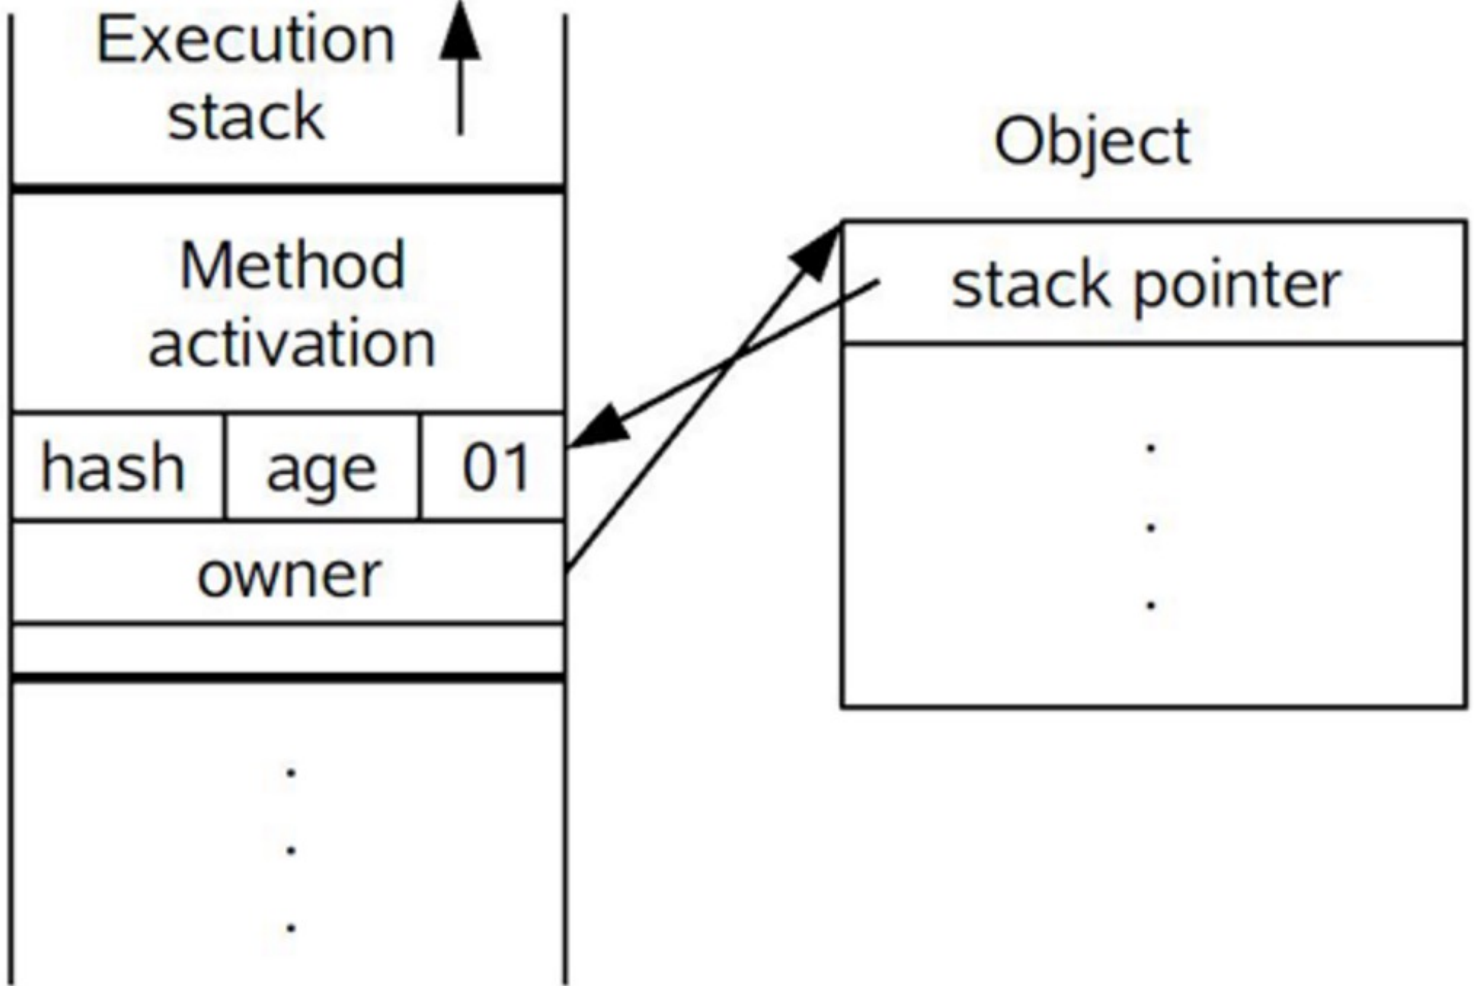 Execution
stack
Method
activation
hash age 01
owner
Object
stack pointer